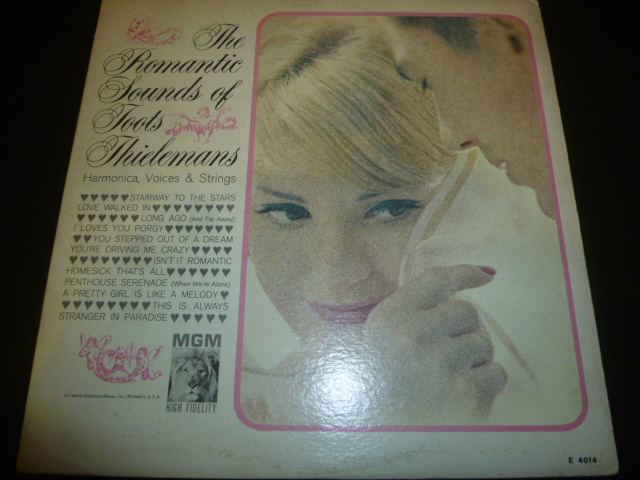 The
Romantic
Sounds of
Toots
Thielemans
Harmonica, Voices & Strings
STAIRWAY TO THE STARS
LOVE WALKED IN
LONG AGO (And Far Away)
I LOVES YOU PORGY
YOU STEPPED OUT OF A DREAM
YOU'RE DRIVING ME CRAZY
ISN'T IT ROMANTIC
HOMESICK THAT'S ALL
PENTHOUSE SERENADE (When We're Alone)
A PRETTY GIRL IS LIKE A MELODY
THIS IS ALWAYS
STRANGER IN PARADISE
MGM
HIGH FIDELITY
Inc./Printed in U.S.A.
E 4014